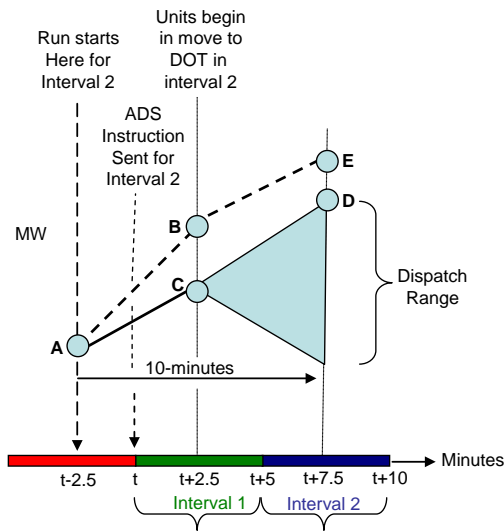 Units begin
in move to
DOT in
interval 2
Run starts
Here for
Interval 2
ADS
Instruction
Sent for
Interval 2
E
D
B
MW
C
Dispatch
Range
A
10-minutes
Minutes
t-2.5
t
t+2.5
t+5
t+7.5
t+10
Interval 1
Interval 2